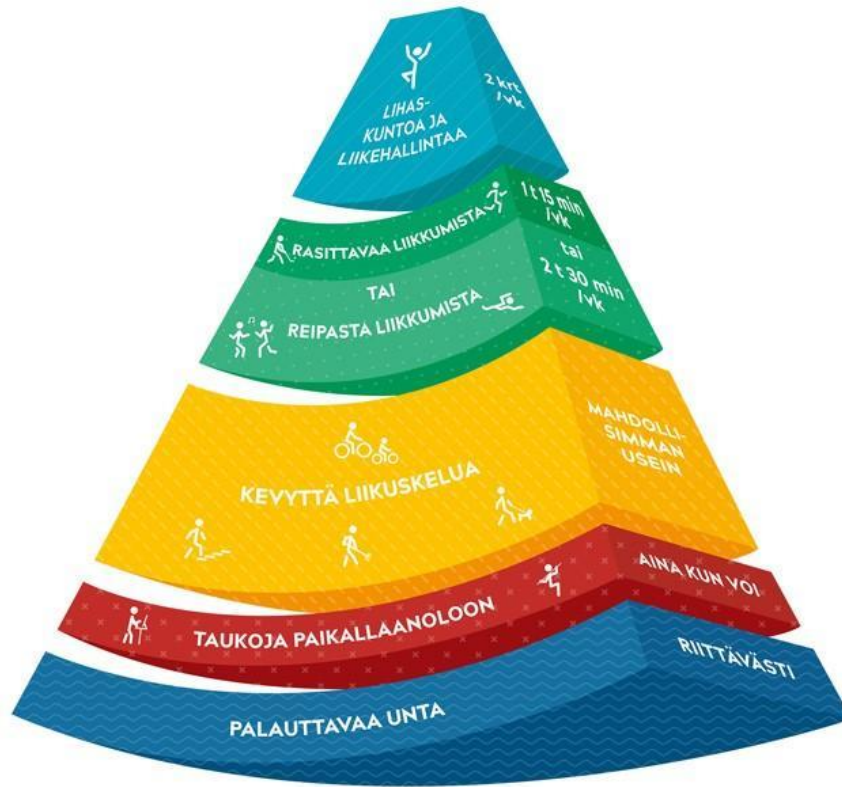 LIHAS-
KUNTOA JA
LIIKEHALLINTAA
2 krt
/vk
RASITTAVAA LIIKKUMISTA
1 t 15 min
/vk
TAI
REIPASTA LIIKKUMISTA
tai
2 t 30 min
/vk
KEVYTTÄ LIIKUSKELUA
MAHDOLLI-
SIMMAN
USEIN
TAUKOJA PAIKALLAANOLOON
AINA KUN VOI
PALAUTTAVAA UNTA
RIITTÄVÄSTI